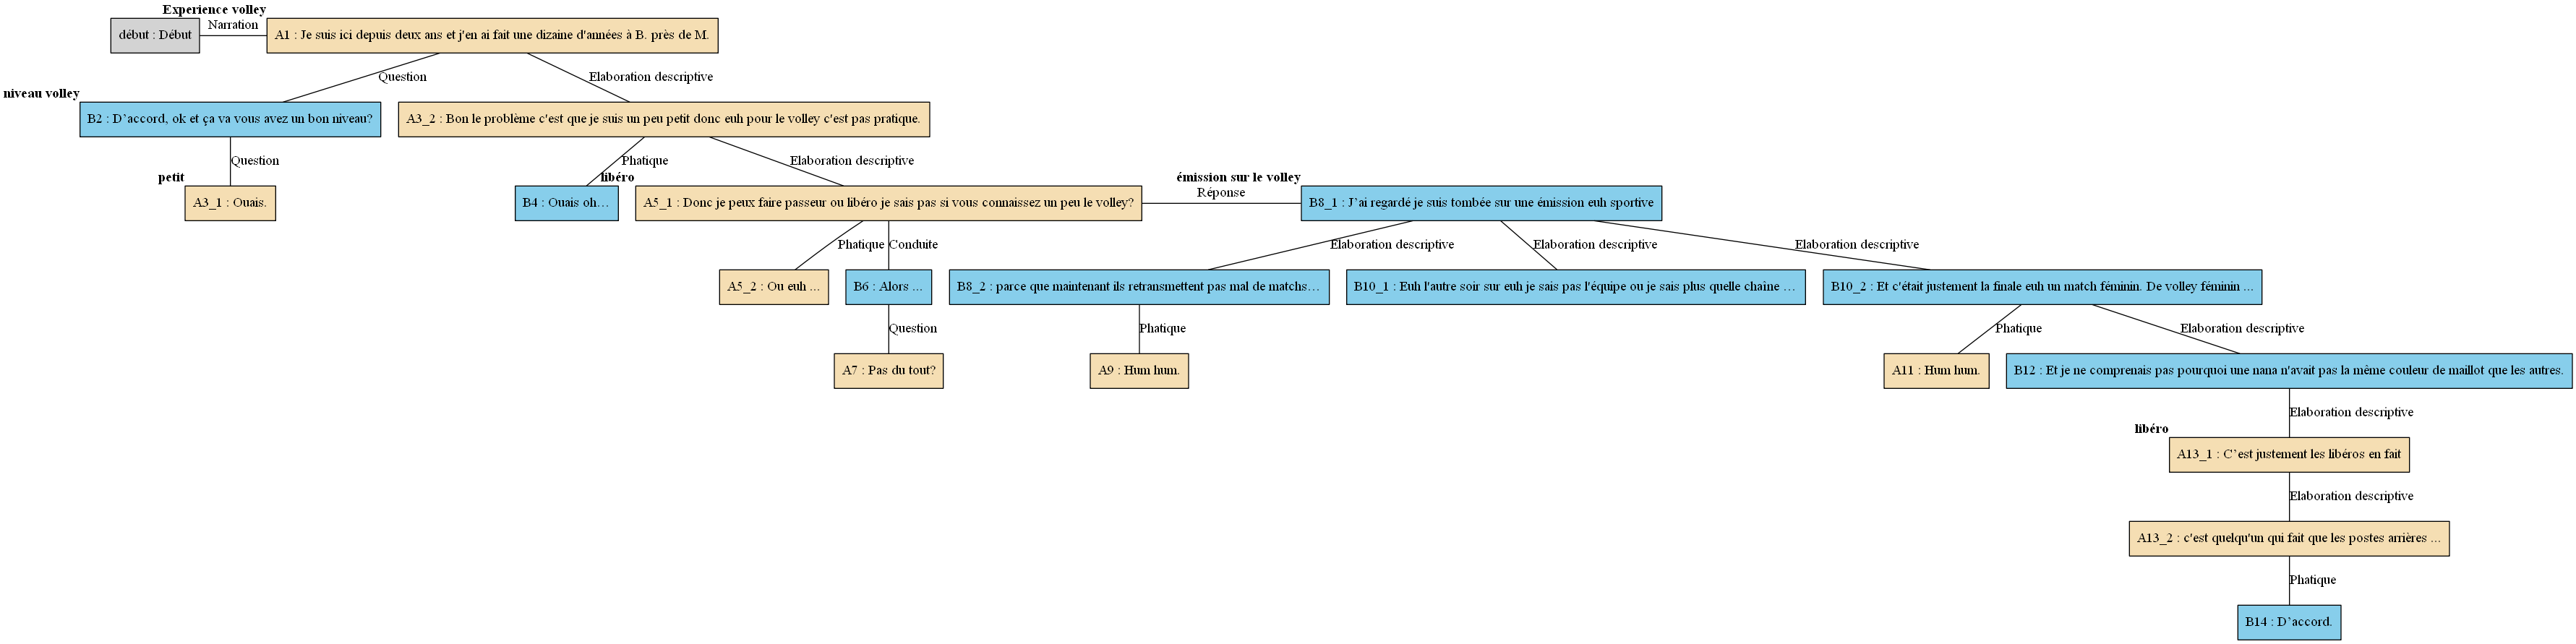 Experience volley
Narration
début : Début
A1 : Je suis ici depuis deux ans et j'en ai fait une dizaine d'années à B. près de M.
Question
Elaboration descriptive
niveau volley
B2 : D'accord, ok et ça va vous avez un bon niveau?
A3_2 : Bon le problème c'est que je suis un peu petit donc euh pour le volley c'est pas pratique.
Question
Phatique
Elaboration descriptive
petit
libéro
émission sur le volley
Réponse
A3_1 : Ouais.
B4 : Ouais oh…
A5_1 : Donc je peux faire passeur ou libéro je sais pas si vous connaissez un peu le volley?
B8_1 : J'ai regardé je suis tombée sur une émission euh sportive
Phatique
Conduite
Elaboration descriptive
Elaboration descriptive
Elaboration descriptive
A5_2 : Ou euh ...
B6 : Alors ...
B8_2 : parce que maintenant ils retransmettent pas mal de matchs…
B10_1 : Euh l'autre soir sur euh je sais pas l'équipe ou je sais plus quelle chaîne …
B10_2 : Et c'était justement la finale euh un match féminin. De volley féminin ...
Question
Phatique
Phatique
Elaboration descriptive
A7 : Pas du tout?
A9 : Hum hum.
A11 : Hum hum.
B12 : Et je ne comprenais pas pourquoi une nana n'avait pas la même couleur de maillot que les autres.
Elaboration descriptive
libéro
A13_1 : C'est justement les libéros en fait
Elaboration descriptive
A13_2 : c'est quelqu'un qui fait que les postes arrières ...
Phatique
B14 : D'accord.